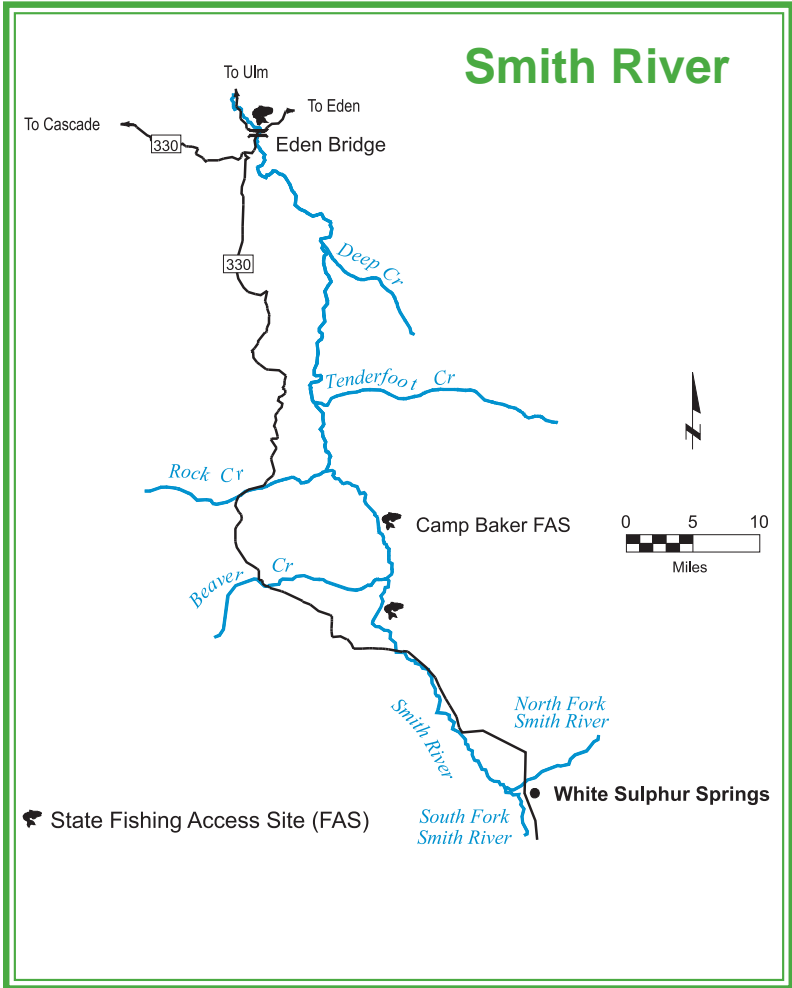 Smith River
To Ulm
To Eden
To Cascade
330
Eden Bridge
330
Deep Cr
Tenderfoot Cr
Rock Cr
Camp Baker FAS
0 5 10
Miles
Beaver Cr
Smith River
North Fork
Smith River
White Sulphur Springs
South Fork
Smith River
State Fishing Access Site (FAS)
N